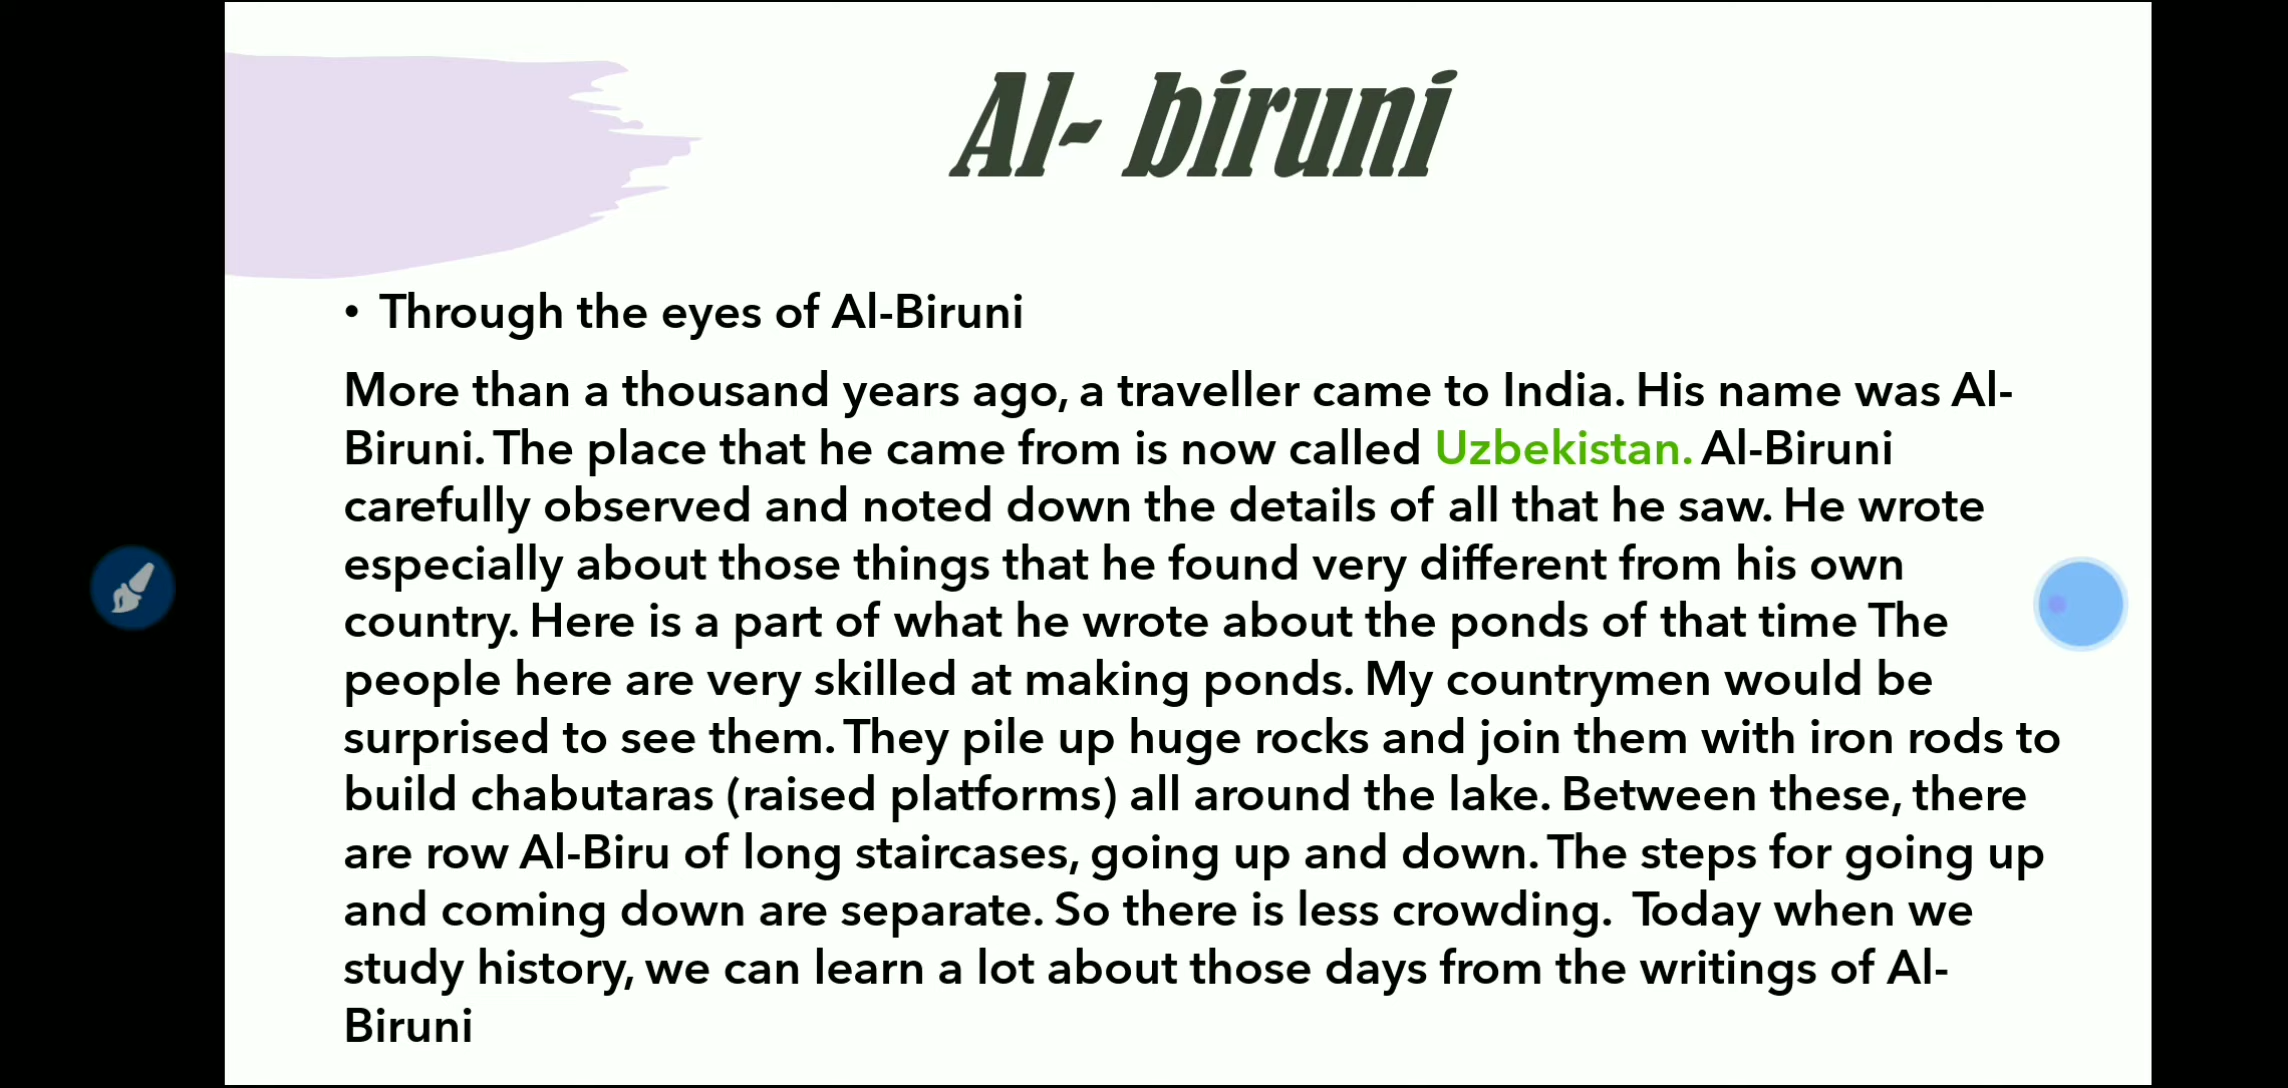 Al- biruni
• Through the eyes of Al-Biruni
More than a thousand years ago, a traveller came to India. His name was Al-
Biruni. The place that he came from is now called Uzbekistan. Al-Biruni
carefully observed and noted down the details of all that he saw. He wrote
especially about those things that he found very different from his own
country. Here is a part of what he wrote about the ponds of that time The
people here are very skilled at making ponds. My countrymen would be
surprised to see them. They pile up huge rocks and join them with iron rods to
build chabutaras (raised platforms) all around the lake. Between these, there
are row Al-Biru of long staircases, going up and down. The steps for going up
and coming down are separate. So there is less crowding.  Today when we
study history, we can learn a lot about those days from the writings of Al-
Biruni